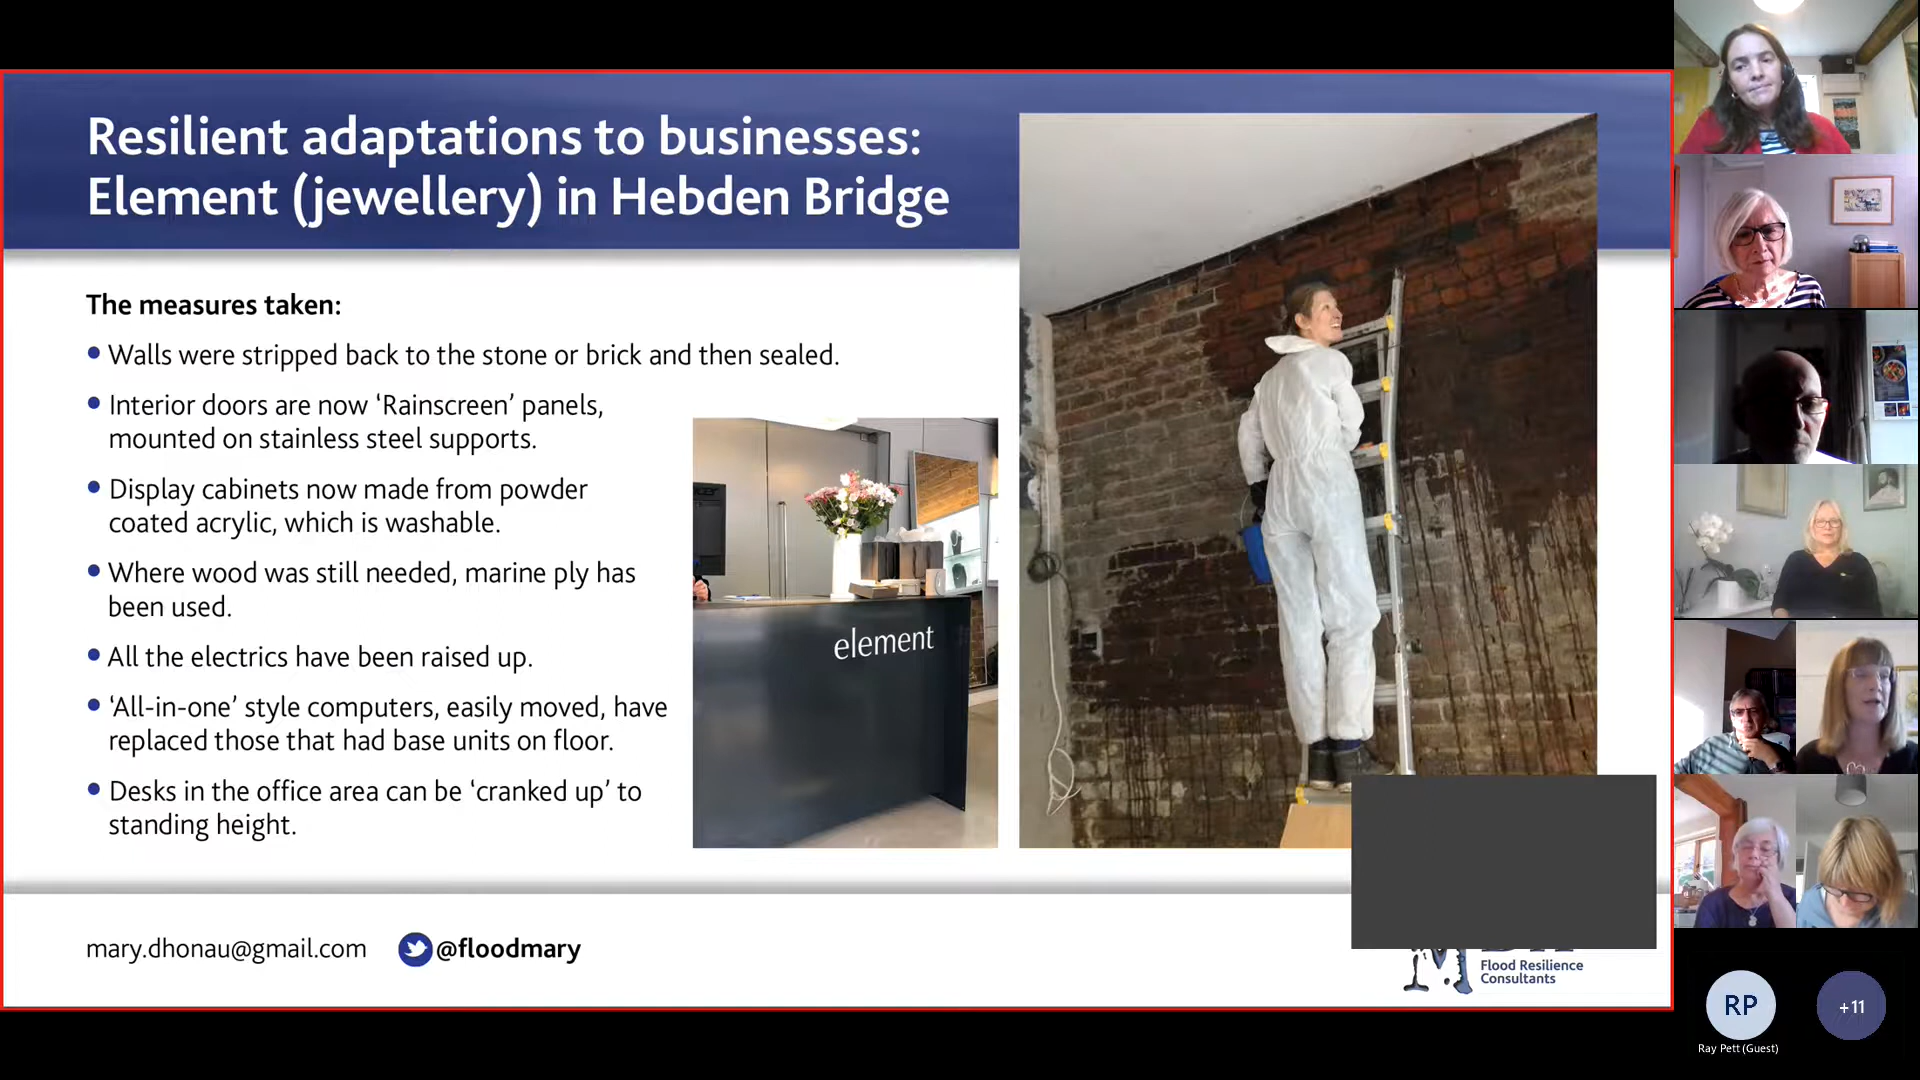 Resilient adaptations to businesses:
Element (jewellery) in Hebden Bridge
The measures taken:
• Walls were stripped back to the stone or brick and then sealed.
• Interior doors are now ‘Rainscreen’ panels,
mounted on stainless steel supports.
• Display cabinets now made from powder
coated acrylic, which is washable.
• Where wood was still needed, marine ply has
been used.
• All the electrics have been raised up.
• ‘All-in-one’ style computers, easily moved, have
replaced those that had base units on floor.
• Desks in the office area can be ‘cranked up’ to
standing height.
element
mary.dhonau@gmail.com
@floodmary
Flood Resilience
Consultants
RP
+11
Ray Pett (Guest)